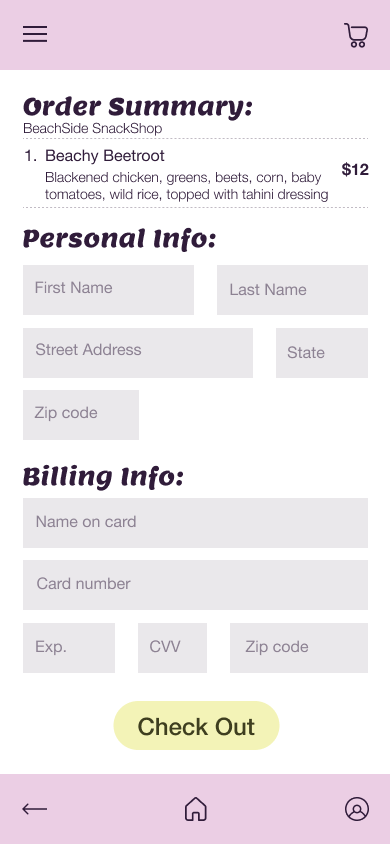 Order Summary:
BeachSide SnackShop
1. Beachy Beetroot
$12
Blackened chicken, greens, beets, corn, baby
tomatoes, wild rice, topped with tahini dressing
Personal Info:
First Name
Last Name
Street Address
State
Zip code
Billing Info:
Name on card
Card number
Exp.
CVV
Zip code
Check Out